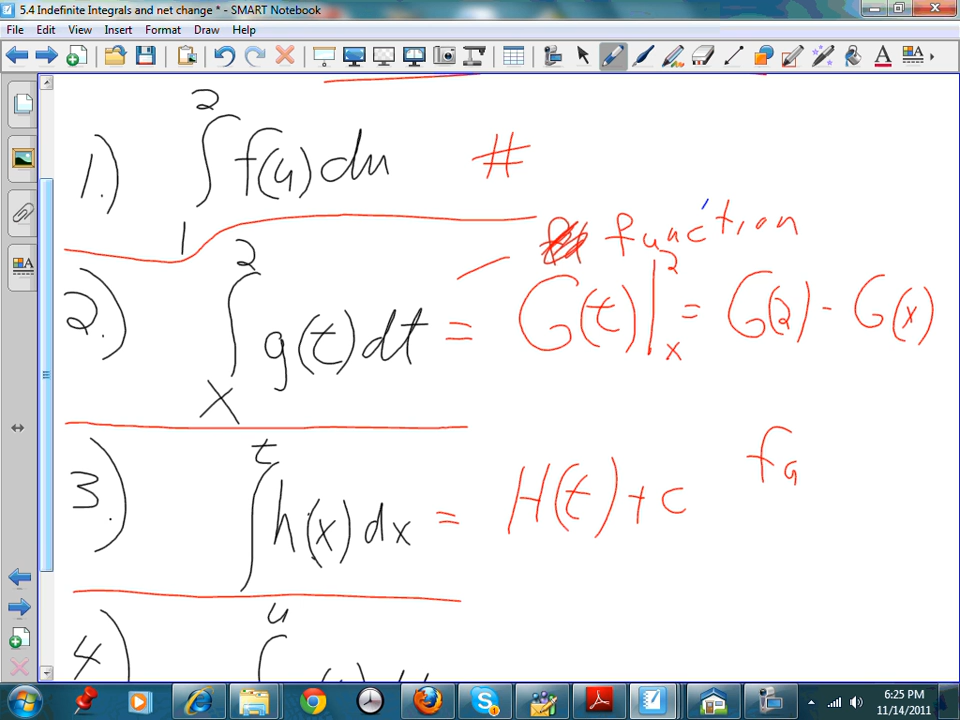 5.4 Indefinite Integrals and net change * - SMART Notebook
File Edit View Insert Format Draw Help
1.) ∫₁² f(u) du #
function
2.) ∫ₓ² g(t) dt = G(t)|ₓ² = G(2) - G(x)
3.) ∫ᵗ h(x) dx = H(t) + c fa
4.) ∫ᵘ
6:25 PM
11/14/2011